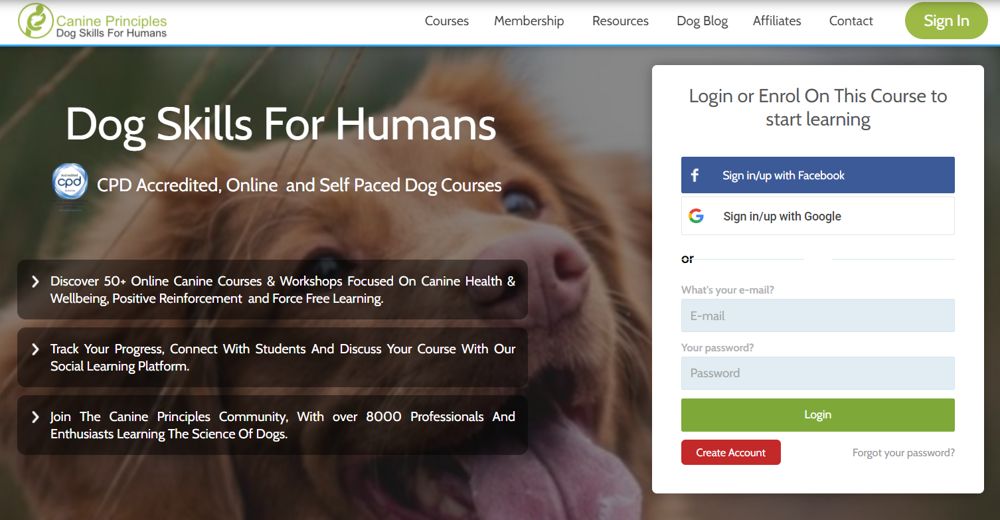 Canine Principles
Dog Skills For Humans
Courses
Membership
Resources
Dog Blog
Affiliates
Contact
Sign In
Dog Skills For Humans
cpd
CPD Accredited, Online and Self Paced Dog Courses
Discover 50+ Online Canine Courses & Workshops Focused On Canine Health &
Wellbeing, Positive Reinforcement and Force Free Learning.
Track Your Progress, Connect With Students And Discuss Your Course With Our
Social Learning Platform.
Join The Canine Principles Community, With over 8000 Professionals And
Enthusiasts Learning The Science Of Dogs.
Login or Enrol On This Course to
start learning
f
Sign in/up with Facebook
G
Sign in/up with Google
or
What's your e-mail?
E-mail
Your password?
Password
Login
Create Account
Forgot your password?